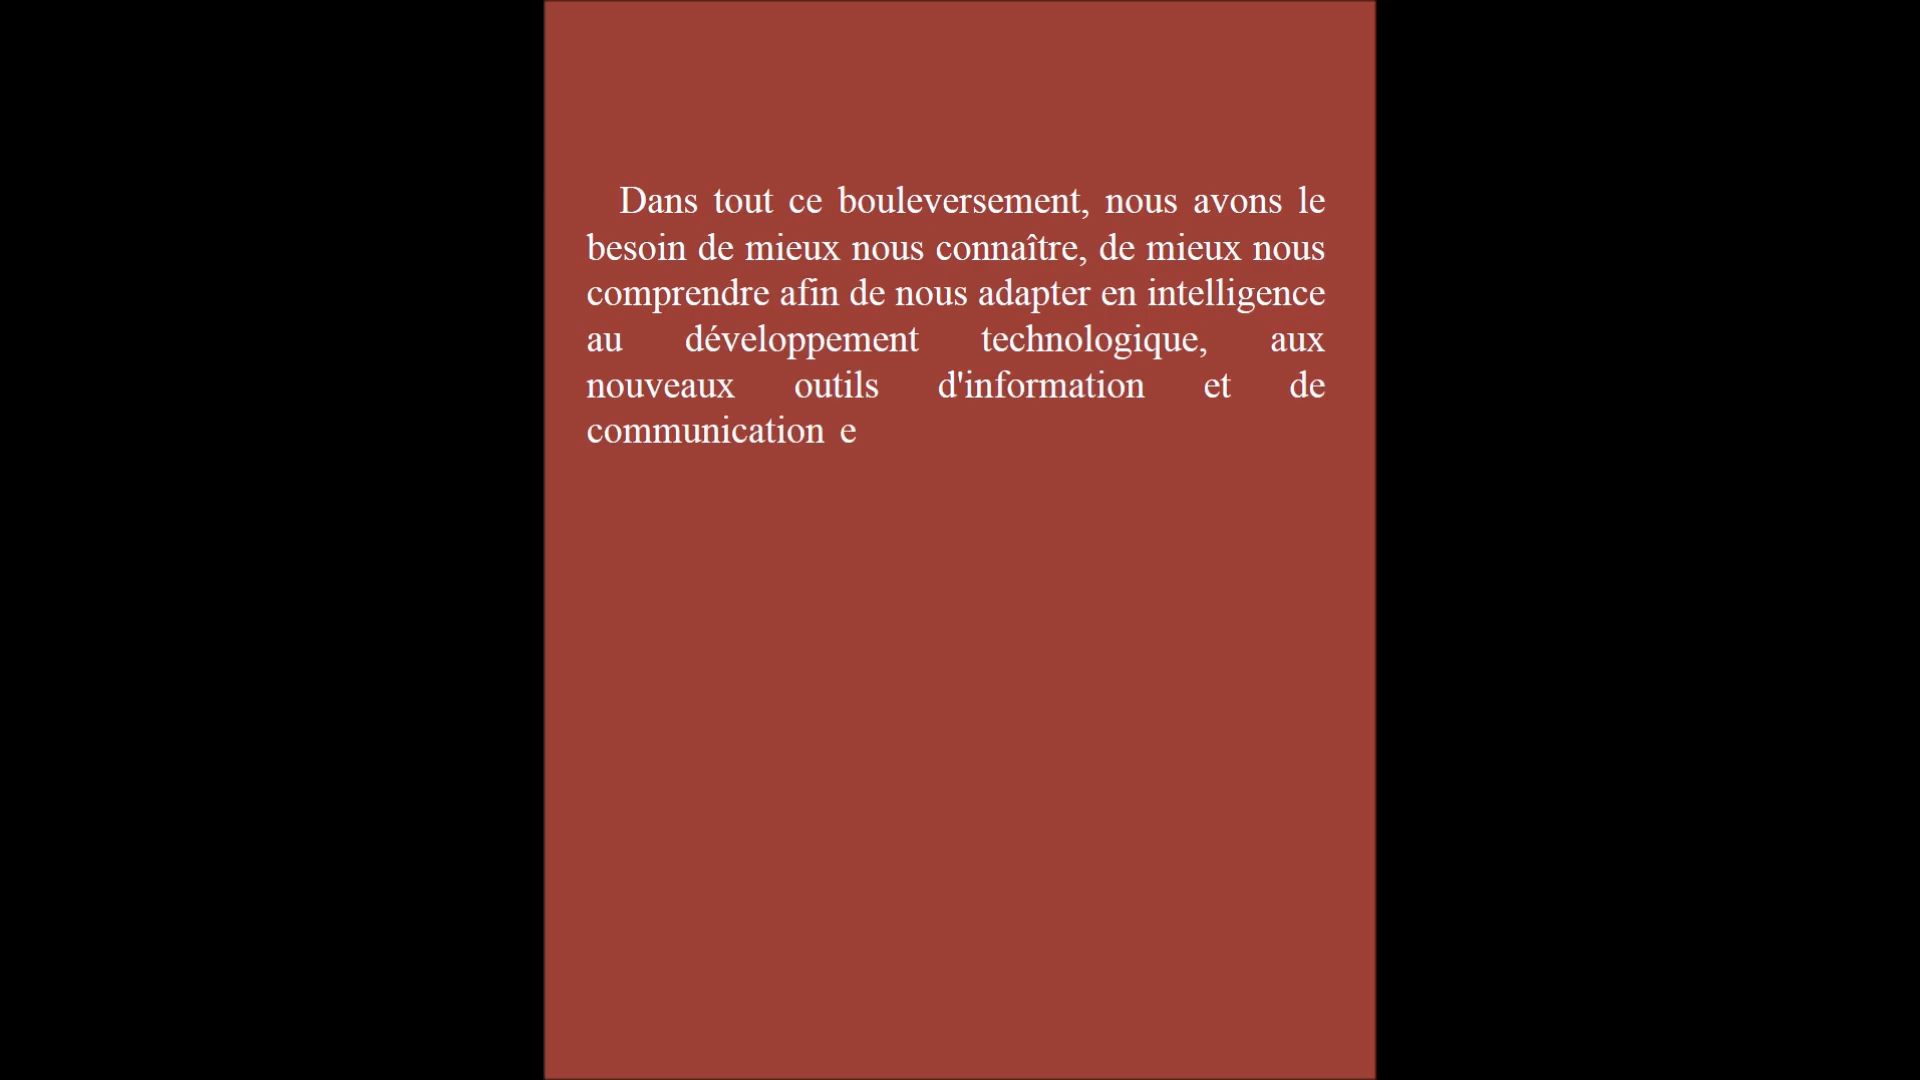 Dans tout ce bouleversement, nous avons le
besoin de mieux nous connaître, de mieux nous
comprendre afin de nous adapter en intelligence
au développement technologique, aux
nouveaux outils d'information et de
communication e